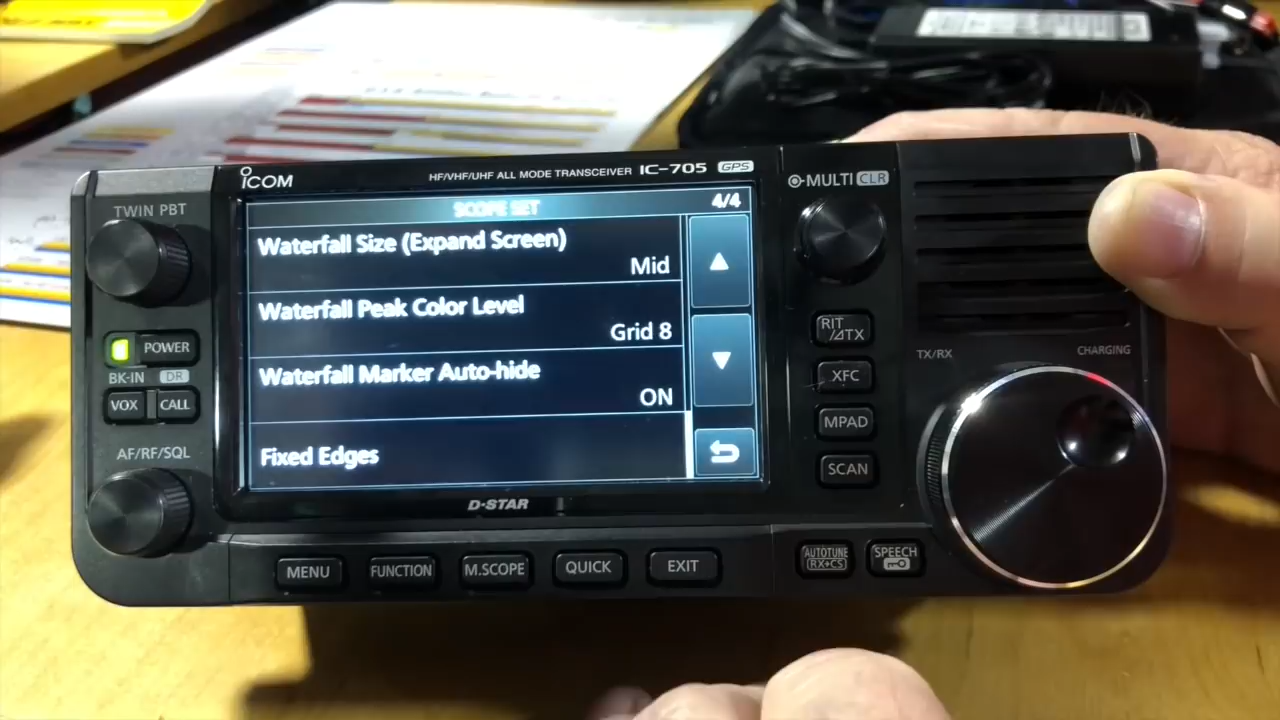 ICOM
HF/VHF/UHF ALL MODE TRANSCEIVER IC-705 GPS
TWIN PBT
SCOPE SET 4/4
Waterfall Size (Expand Screen)
Mid
Waterfall Peak Color Level
Grid 8
Waterfall Marker Auto-hide
ON
Fixed Edges
MULTI CLR
POWER
BK-IN DR
VOX CALL
AF/RF/SQL
RIT/⊿TX
XFC
MPAD
SCAN
TX/RX CHARGING
D-STAR
MENU FUNCTION M.SCOPE QUICK EXIT
AUTOTUNE
RX→CS
SPEECH